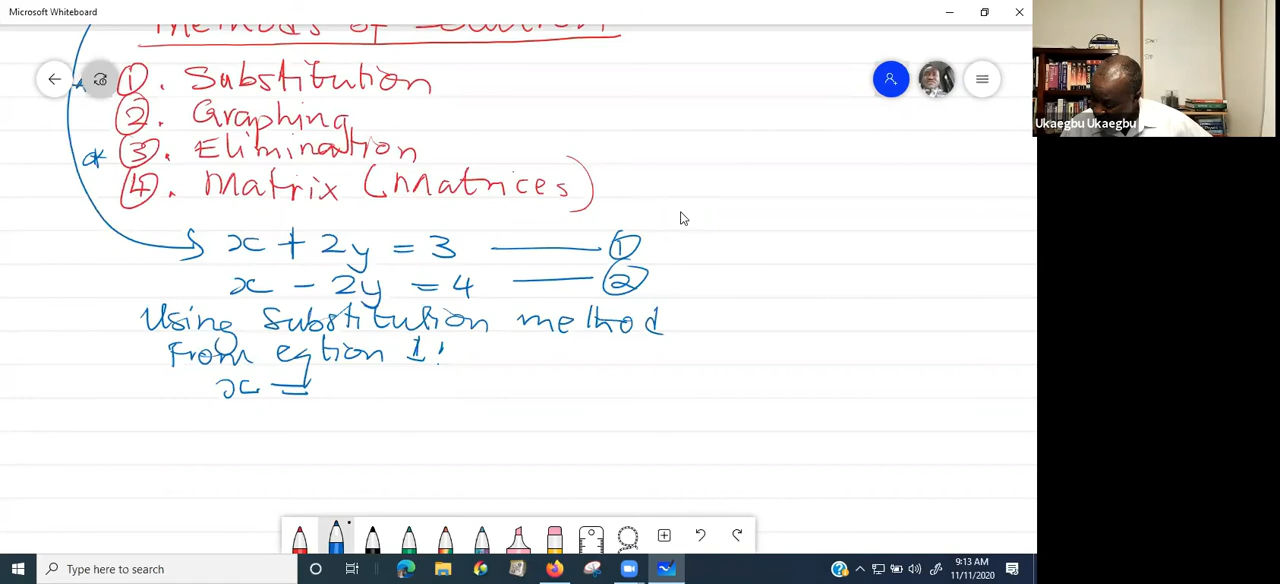 Microsoft Whiteboard
Methods of Solution
①. Substitution
②. Graphing
③. Elimination
④. Matrix (Matrices)
x + 2y = 3 ——— ①
x - 2y = 4 ——— ②
Using Substitution method
From eqtion 1:
x =
Ukaegbu Ukaegbu
Type here to search
9:13 AM
11/11/2020